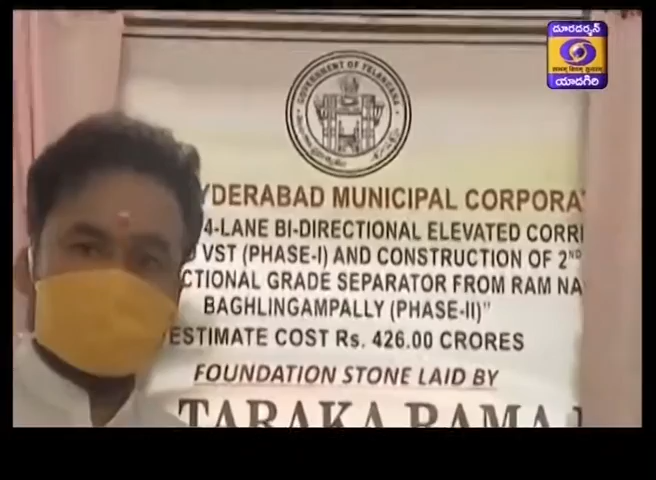 దూరదర్శన్
యాదగిరి
GOVERNMENT OF TELANGANA
YDERABAD MUNICIPAL CORPORA
4-LANE BI-DIRECTIONAL ELEVATED CORRI
VST (PHASE-I) AND CONSTRUCTION OF 2ND
CTIONAL GRADE SEPARATOR FROM RAM NA
BAGHLINGAMPALLY (PHASE-II)"
ESTIMATE COST RS. 426.00 CRORES
FOUNDATION STONE LAID BY
TARAKA RAMA